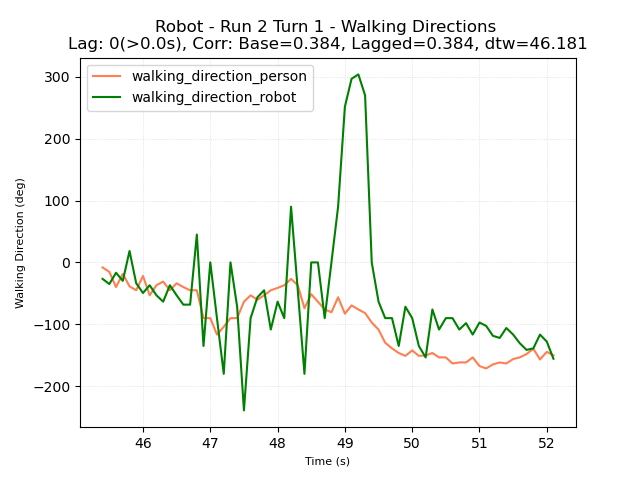 Robot - Run 2 Turn 1 - Walking Directions
Lag: 0(>0.0s), Corr: Base=0.384, Lagged=0.384, dtw=46.181
walking_direction_person
walking_direction_robot
300
200
100
0
−100
−200
Walking Direction (deg)
46 47 48 49 50 51 52
Time (s)